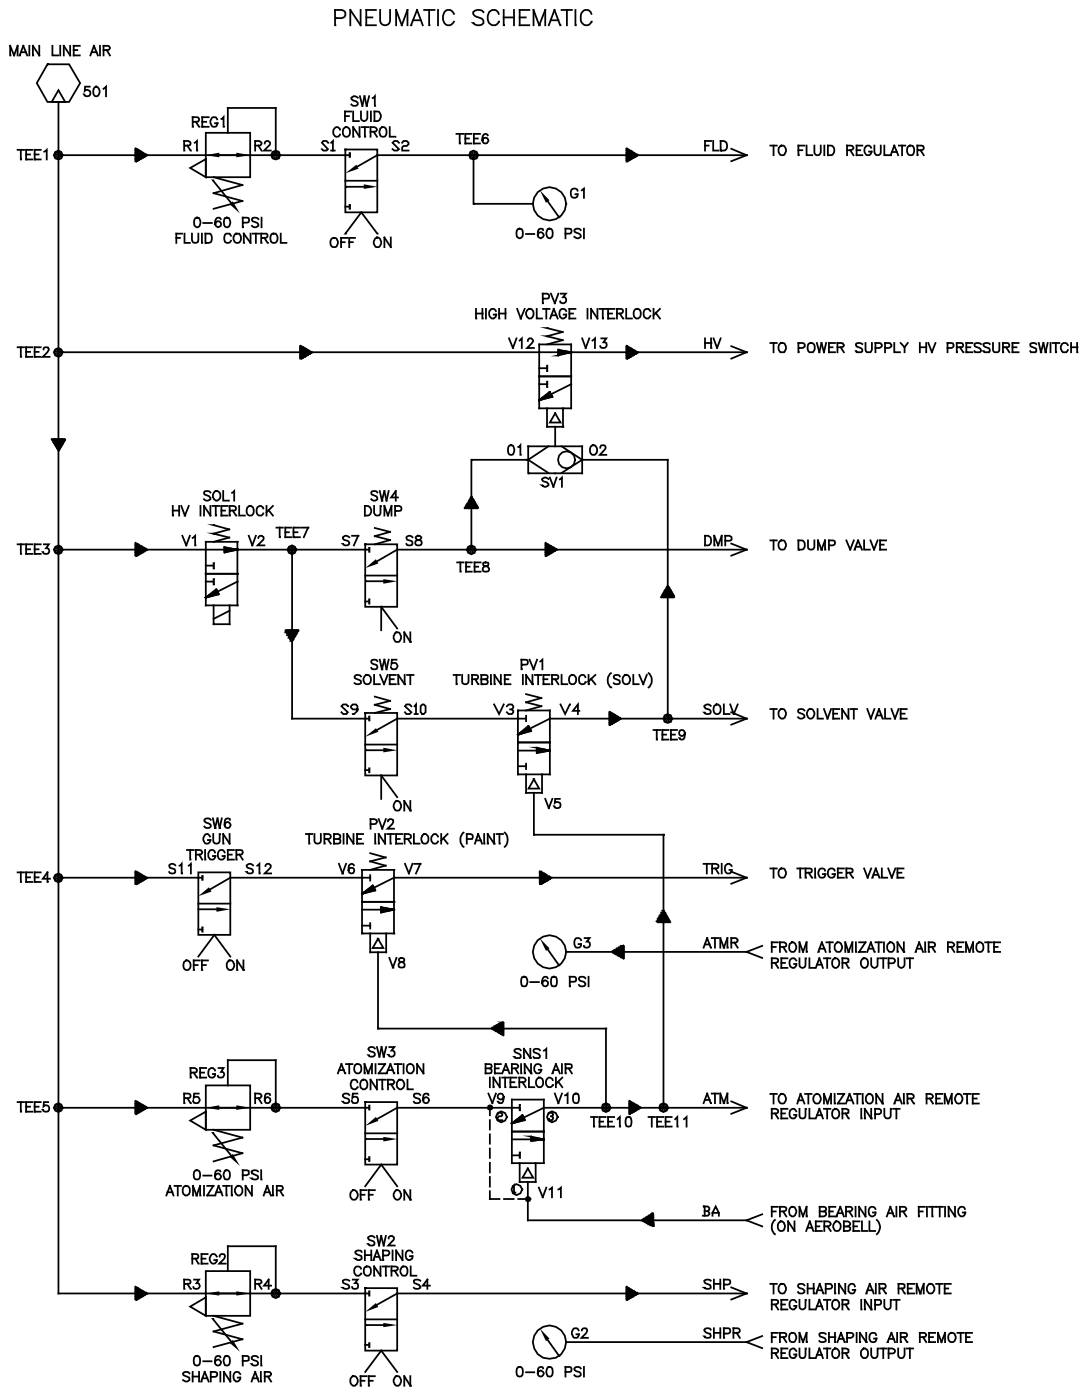 PNEUMATIC SCHEMATIC
MAIN LINE AIR
501
SW1
FLUID
CONTROL
REG1
R1
R2
S1
S2
TEE6
TEE1
FLD
TO FLUID REGULATOR
G1
0-60 PSI
FLUID CONTROL
OFF ON
0-60 PSI
PV3
HIGH VOLTAGE INTERLOCK
TEE2
V12
V13
HV
TO POWER SUPPLY HV PRESSURE SWITCH
O1
O2
SV1
SOL1
HV INTERLOCK
SW4
DUMP
TEE7
TEE3
V1
V2
S7
S8
DMP
TO DUMP VALVE
TEE8
ON
SW5
SOLVENT
PV1
TURBINE INTERLOCK (SOLV)
S9
S10
V3
V4
SOLV
TO SOLVENT VALVE
TEE9
ON
V5
SW6
GUN
TRIGGER
PV2
TURBINE INTERLOCK (PAINT)
TEE4
S11
S12
V6
V7
TRIG
TO TRIGGER VALVE
OFF ON
V8
G3
0-60 PSI
ATMR
FROM ATOMIZATION AIR REMOTE
REGULATOR OUTPUT
SW3
ATOMIZATION
CONTROL
SNS1
BEARING AIR
INTERLOCK
REG3
TEE5
R5
R6
S5
S6
V9
V10
2
3
TEE10
TEE11
ATM
TO ATOMIZATION AIR REMOTE
REGULATOR INPUT
0-60 PSI
ATOMIZATION AIR
OFF ON
1
V11
BA
FROM BEARING AIR FITTING
(ON AEROBELL)
SW2
SHAPING
CONTROL
REG2
R3
R4
S3
S4
SHP
TO SHAPING AIR REMOTE
REGULATOR INPUT
0-60 PSI
SHAPING AIR
OFF ON
G2
0-60 PSI
SHPR
FROM SHAPING AIR REMOTE
REGULATOR OUTPUT